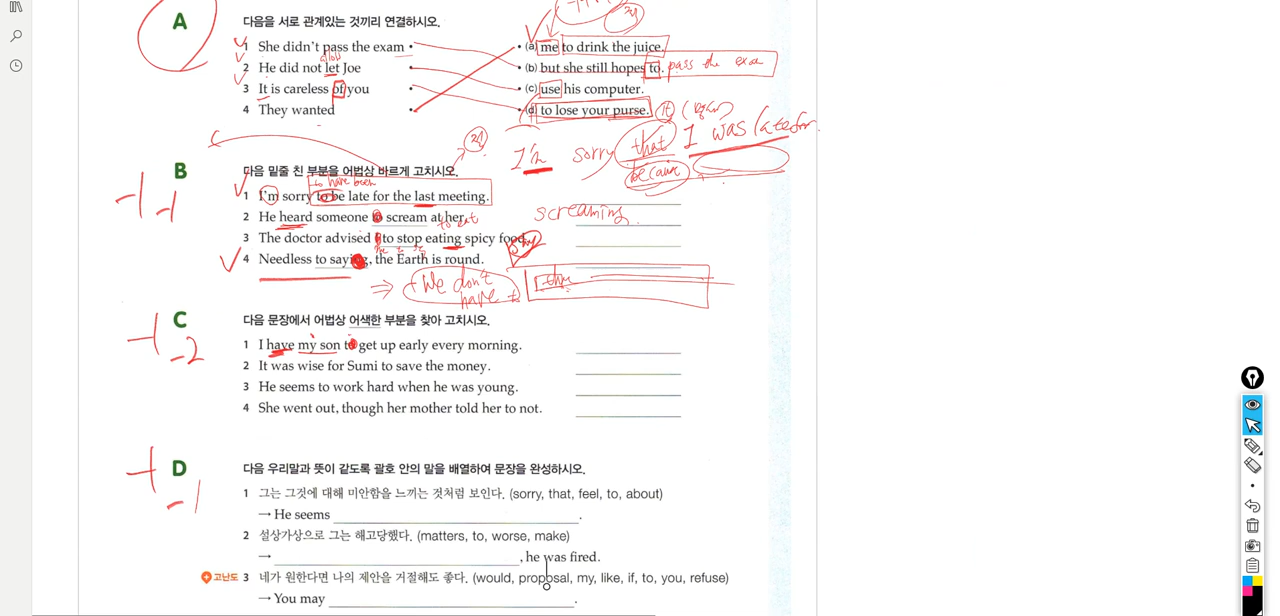 A 다음을 서로 관계있는 것끼리 연결하시오.
1 She didn't pass the exam • • (a) me to drink the juice.
allow
2 He did not let Joe • • (b) but she still hopes to. pass the exam
3 It is careless of you • • (c) use his computer.
4 They wanted • • (d) to lose your purse. It
I'm sorry that I was late for
because
B 다음 밑줄 친 부분을 어법상 바르게 고치시오.
to have been
1 I'm sorry to be late for the last meeting.
2 He heard someone to scream at her. screaming
to eat
3 The doctor advised to stop eating spicy food.
4 Needless to saying, the Earth is round.
-1 -1
⇒ We don't have to
C 다음 문장에서 어법상 어색한 부분을 찾아 고치시오.
-1 -2
1 I have my son to get up early every morning.
2 It was wise for Sumi to save the money.
3 He seems to work hard when he was young.
4 She went out, though her mother told her to not.
D 다음 우리말과 뜻이 같도록 괄호 안의 말을 배열하여 문장을 완성하시오.
-1
1 그는 그것에 대해 미안함을 느끼는 것처럼 보인다. (sorry, that, feel, to, about)
→ He seems .
2 설상가상으로 그는 해고당했다. (matters, to, worse, make)
→ , he was fired.
고난도 3 네가 원한다면 나의 제안을 거절해도 좋다. (would, proposal, my, like, if, to, you, refuse)
→ You may .